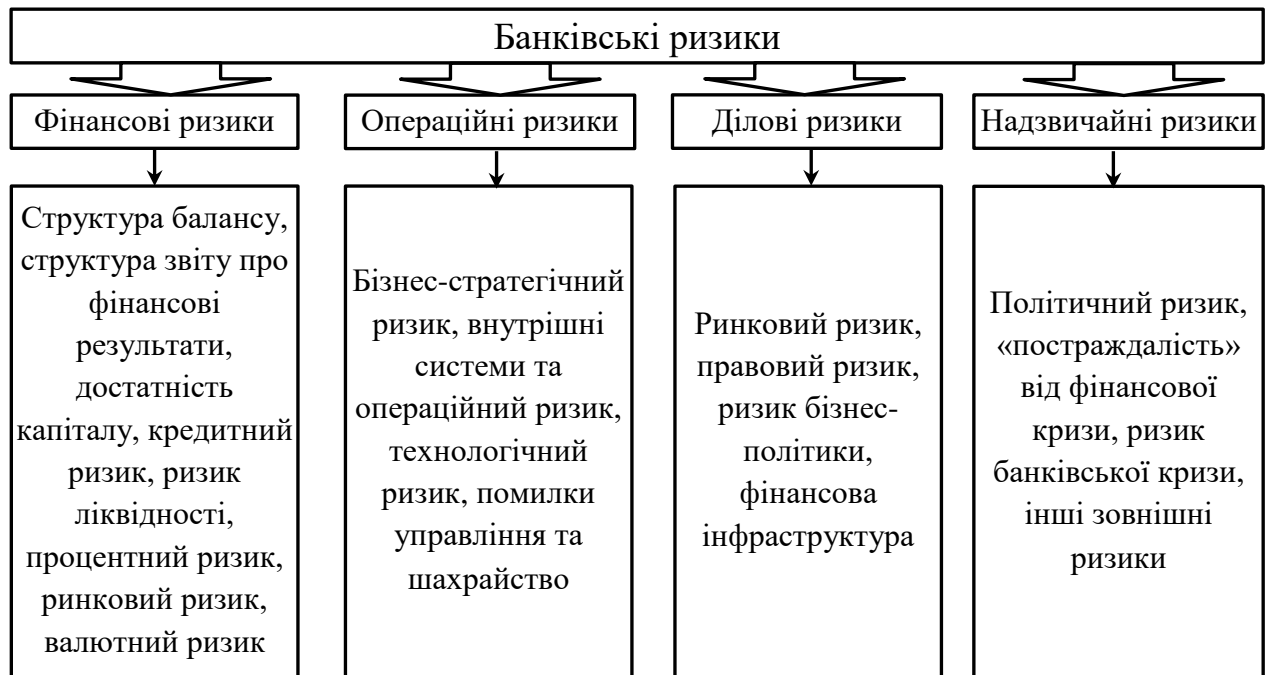 Банківські ризики
Фінансові ризики
Операційні ризики
Ділові ризики
Надзвичайні ризики
Структура балансу,
структура звіту про
фінансові
результати,
достатність
капіталу, кредитний
ризик, ризик
ліквідності,
процентний ризик,
ринковий ризик,
валютний ризик
Бізнес-стратегічний
ризик, внутрішні
системи та
операційний ризик,
технологічний
ризик, помилки
управління та
шахрайство
Ринковий ризик,
правовий ризик,
ризик бізнес-
політики,
фінансова
інфраструктура
Політичний ризик,
«постраждалість»
від фінансової
кризи, ризик
банківської кризи,
інші зовнішні
ризики